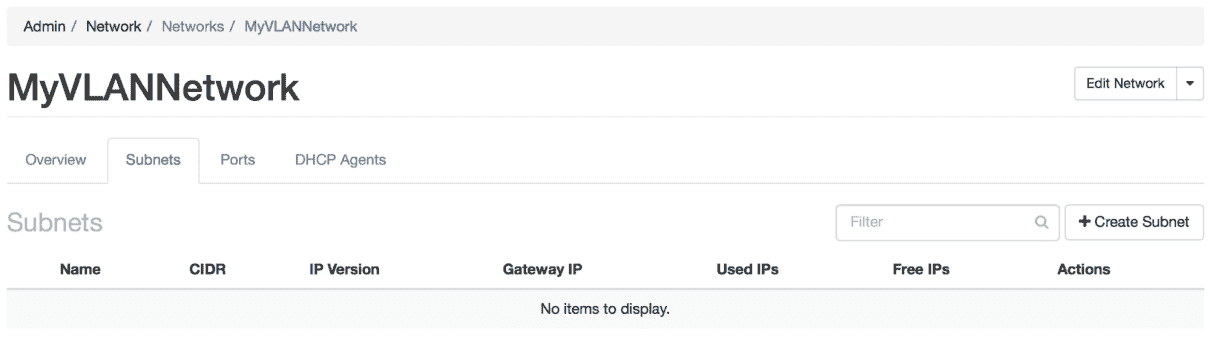 Admin / Network / Networks / MyVLANNetwork
MyVLANNetwork
Edit Network
Overview Subnets Ports DHCP Agents
Subnets
Filter
+ Create Subnet
Name CIDR IP Version Gateway IP Used IPs Free IPs Actions
No items to display.